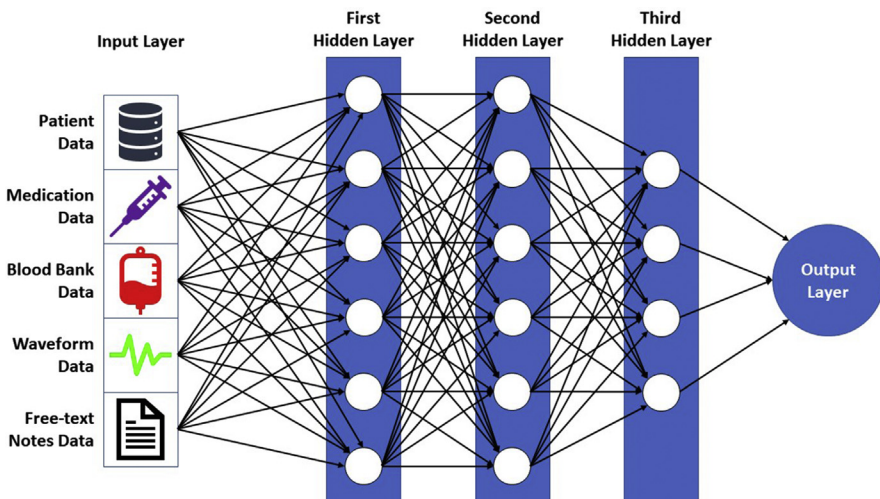 Input Layer
First
Hidden Layer
Second
Hidden Layer
Third
Hidden Layer
Patient
Data
Medication
Data
Blood Bank
Data
Waveform
Data
Free-text
Notes Data
Output
Layer